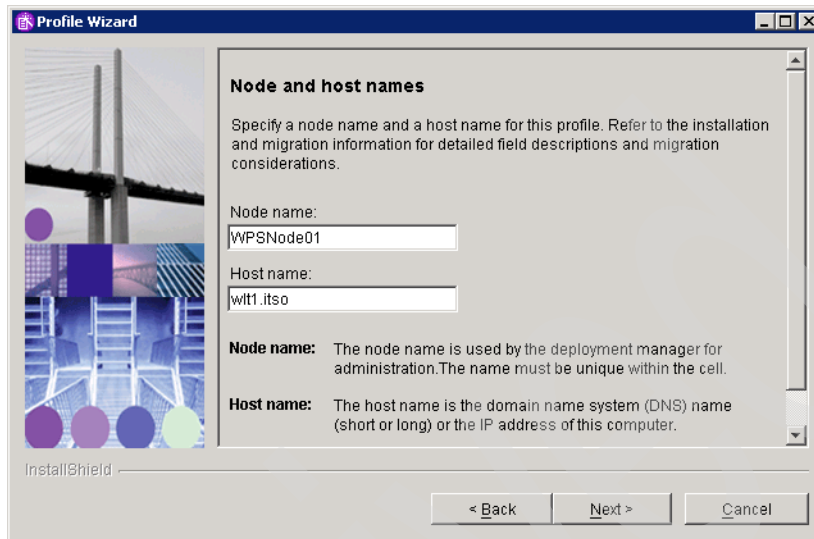 Profile Wizard
Node and host names
Specify a node name and a host name for this profile. Refer to the installation
and migration information for detailed field descriptions and migration
considerations.
Node name:
WPSNode01
Host name:
wlt1.itso
Node name: The node name is used by the deployment manager for
administration.The name must be unique within the cell.
Host name: The host name is the domain name system (DNS) name
(short or long) or the IP address of this computer.
InstallShield
< Back Next > Cancel